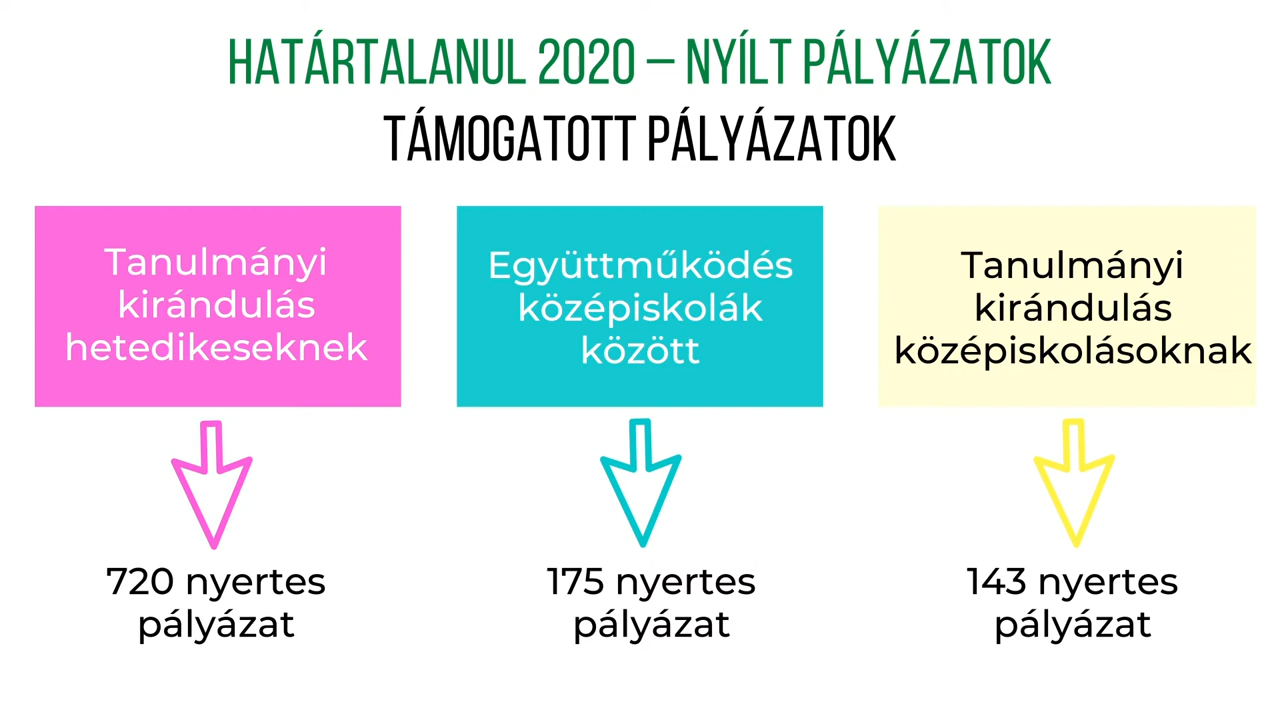 HATÁRTALANUL 2020 – NYÍLT PÁLYÁZATOK
TÁMOGATOTT PÁLYÁZATOK
Tanulmányi
kirándulás
hetedikeseknek
Együttműködés
középiskolák
között
Tanulmányi
kirándulás
középiskolásoknak
720 nyertes
pályázat
175 nyertes
pályázat
143 nyertes
pályázat